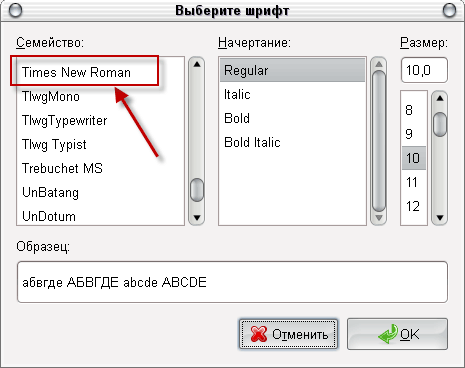 Выберите шрифт
Семейство:
Начертание:
Размер:
Times New Roman
TlwgMono
TlwgTypewriter
Tlwg Typist
Trebuchet MS
UnBatang
UnDotum
Regular
Italic
Bold
Bold Italic
10,0
8
9
10
11
12
Образец:
абвгде АБВГДЕ abcde ABCDE
Отменить
OK